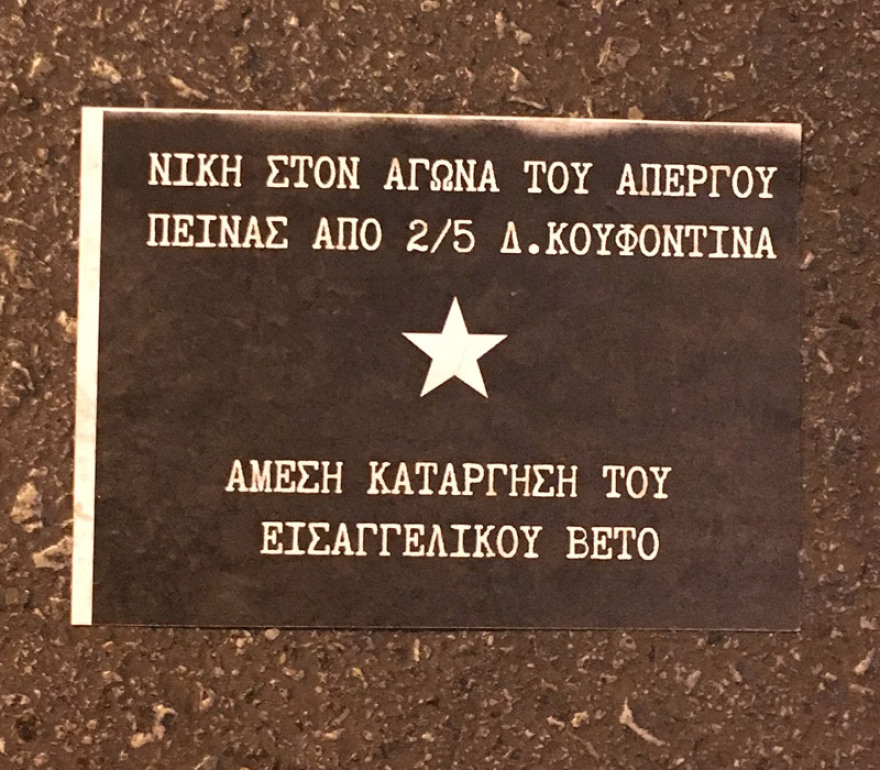 ΝΙΚΗ ΣΤΟΝ ΑΓΩΝΑ ΤΟΥ ΑΠΕΡΓΟΥ
ΠΕΙΝΑΣ ΑΠΟ 2/5 Δ.ΚΟΥΦΟΝΤΙΝΑ
ΑΜΕΣΗ ΚΑΤΑΡΓΗΣΗ ΤΟΥ
ΕΙΣΑΓΓΕΛΙΚΟΥ ΒΕΤΟ